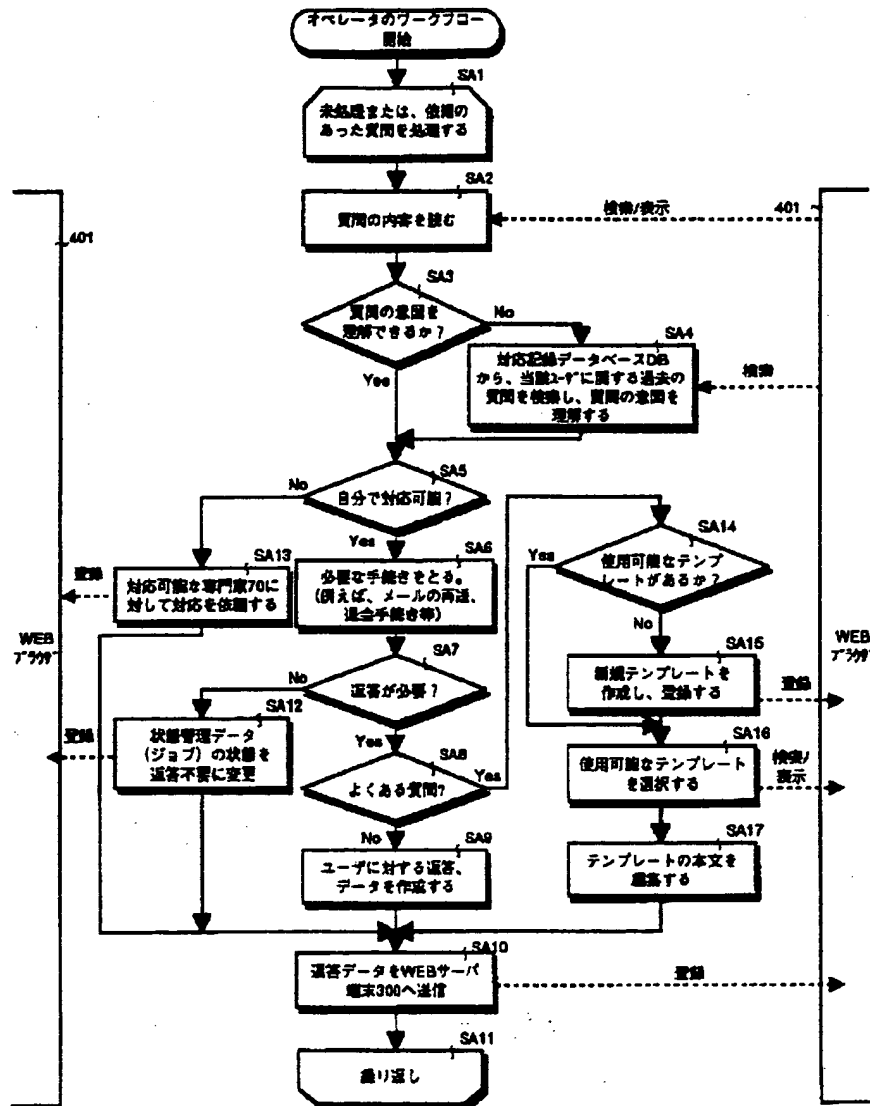 オペレータのワークフロー
開始
SA1
未処理または、依頼の
あった質問を処理する
SA2
質問の内容を読む
検索/表示
401
401
SA3
質問の意図を
理解できるか?
No
Yes
SA4
対応記録データベースDB
から、当該ユーザに関する過去の
質問を検索し、質問の意図を
理解する
検索
SA5
自分で対応可能?
No
Yes
SA13
対応可能な専門家70に
対して対応を依頼する
登録
SA6
必要な手続きをとる。
(例えば、メールの再送、
退会手続き等)
SA14
使用可能なテンプ
レートがあるか?
Yes
No
WEB
ブラウザ
WEB
ブラウザ
SA7
返答が必要?
No
Yes
SA15
新規テンプレートを
作成し、登録する
登録
SA12
状態管理データ
(ジョブ)の状態を
返答不要に変更
登録
SA8
よくある質問?
Yes
No
SA16
使用可能なテンプレート
を選択する
検索/
表示
SA9
ユーザに対する返答、
データを作成する
SA17
テンプレートの本文を
編集する
SA10
返答データをWEBサーバ
端末300へ送信
登録
SA11
繰り返し